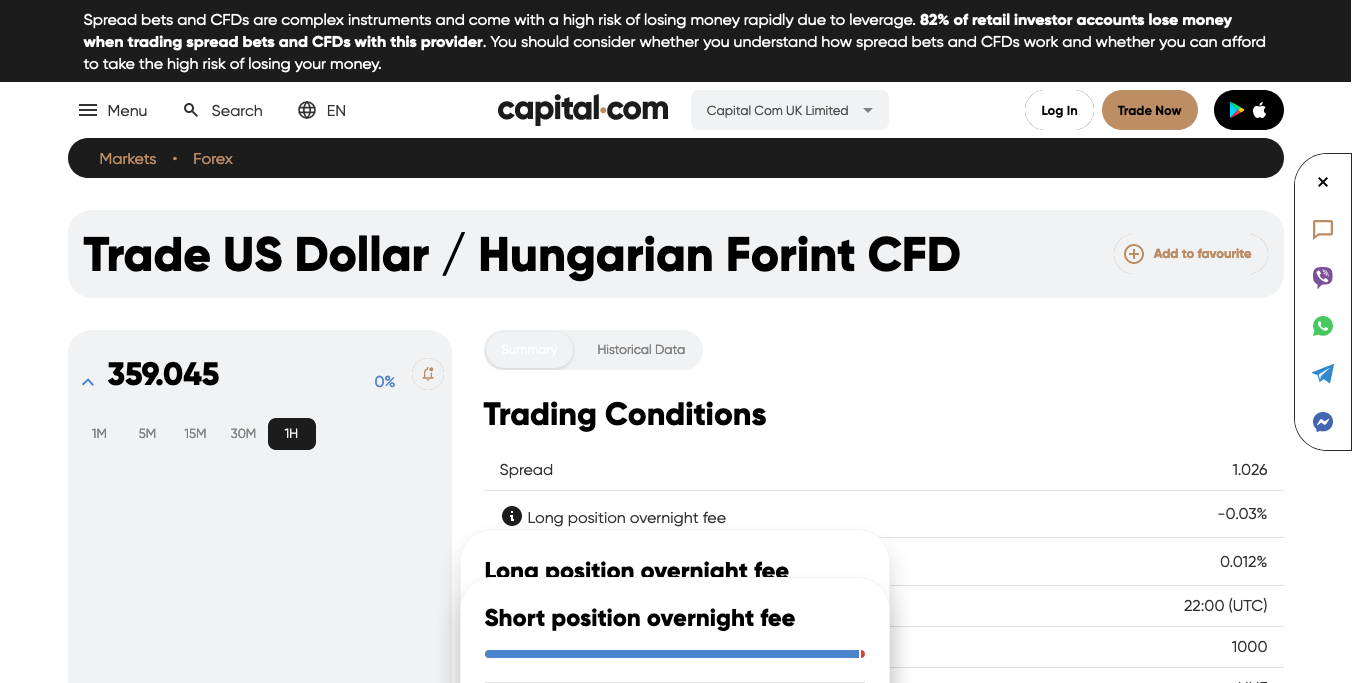 Spread bets and CFDs are complex instruments and come with a high risk of losing money rapidly due to leverage. 82% of retail investor accounts lose money
when trading spread bets and CFDs with this provider. You should consider whether you understand how spread bets and CFDs work and whether you can afford
to take the high risk of losing your money.
Menu Search EN capital.com Capital Com UK Limited Log In Trade Now
Markets • Forex
Trade US Dollar / Hungarian Forint CFD Add to favourite
359.045 0%
1M 5M 15M 30M 1H
Summary Historical Data
Trading Conditions
Spread 1.026
Long position overnight fee -0.03%
0.012%
Long position overnight fee
22:00 (UTC)
Short position overnight fee
1000